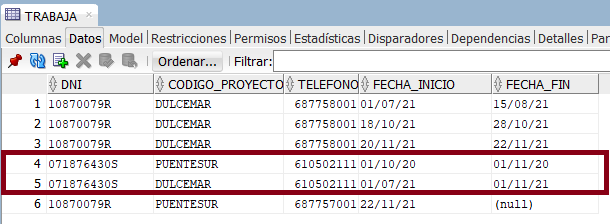 TRABAJA
Columnas Datos Model Restricciones Permisos Estadísticas Disparadores Dependencias Detalles Par
Ordenar... Filtrar:
DNI CODIGO_PROYECTO TELEFONO FECHA_INICIO FECHA_FIN
1 10870079R DULCEMAR 687758001 01/07/21 15/08/21
2 10870079R DULCEMAR 687758001 18/10/21 28/10/21
3 10870079R DULCEMAR 687758001 20/11/21 22/11/21
4 071876430S PUENTESUR 610502111 01/10/20 01/11/20
5 071876430S DULCEMAR 610502111 01/07/21 01/11/21
6 10870079R PUENTESUR 687757001 22/11/21 (null)